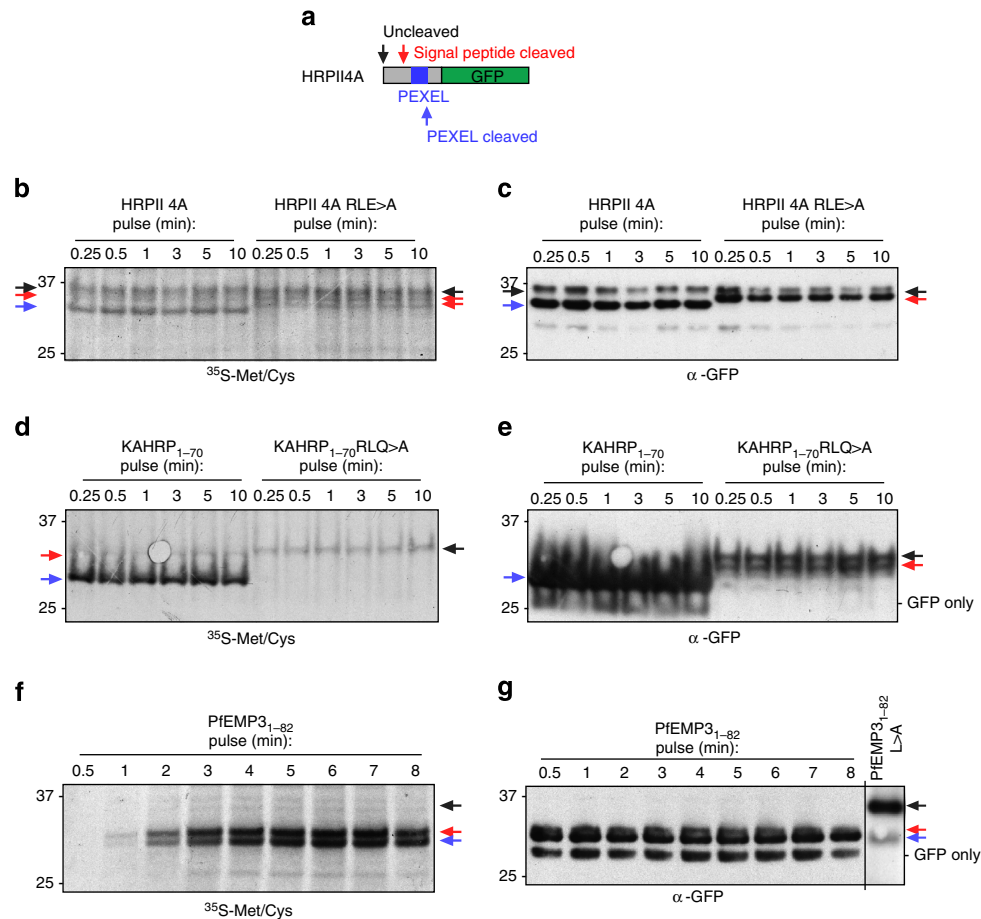 a
Uncleaved
Signal peptide cleaved
HRPII4A
GFP
PEXEL
PEXEL cleaved
b
HRPII 4A
pulse (min):
HRPII 4A RLE>A
pulse (min):
0.25 0.5 1 3 5 10 0.25 0.5 1 3 5 10
37
25
³⁵S-Met/Cys
c
HRPII 4A
pulse (min):
HRPII 4A RLE>A
pulse (min):
0.25 0.5 1 3 5 10 0.25 0.5 1 3 5 10
37
25
α -GFP
d
KAHRP₁₋₇₀
pulse (min):
KAHRP₁₋₇₀RLQ>A
pulse (min):
0.25 0.5 1 3 5 10 0.25 0.5 1 3 5 10
37
25
³⁵S-Met/Cys
e
KAHRP₁₋₇₀
pulse (min):
KAHRP₁₋₇₀RLQ>A
pulse (min):
0.25 0.5 1 3 5 10 0.25 0.5 1 3 5 10
37
25
GFP only
α -GFP
f
PfEMP3₁₋₈₂
pulse (min):
0.5 1 2 3 4 5 6 7 8
37
25
³⁵S-Met/Cys
g
PfEMP3₁₋₈₂
pulse (min):
0.5 1 2 3 4 5 6 7 8
PfEMP3₁₋₈₂
L>A
37
25
GFP only
α -GFP